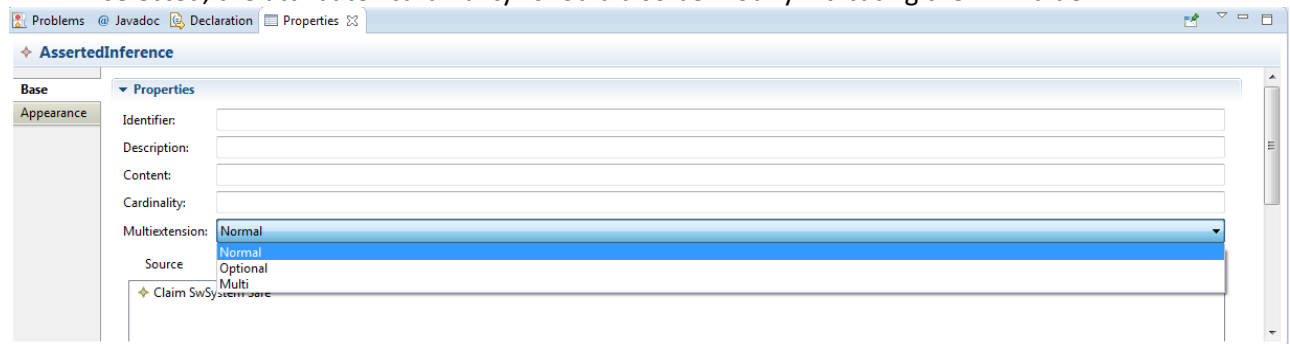 Problems @ Javadoc Declaration Properties
AssertedInference
Base
Properties
Appearance
Identifier:
Description:
Content:
Cardinality:
Multiextension: Normal
Normal
Optional
Multi
Source
Claim SwSystem Safe